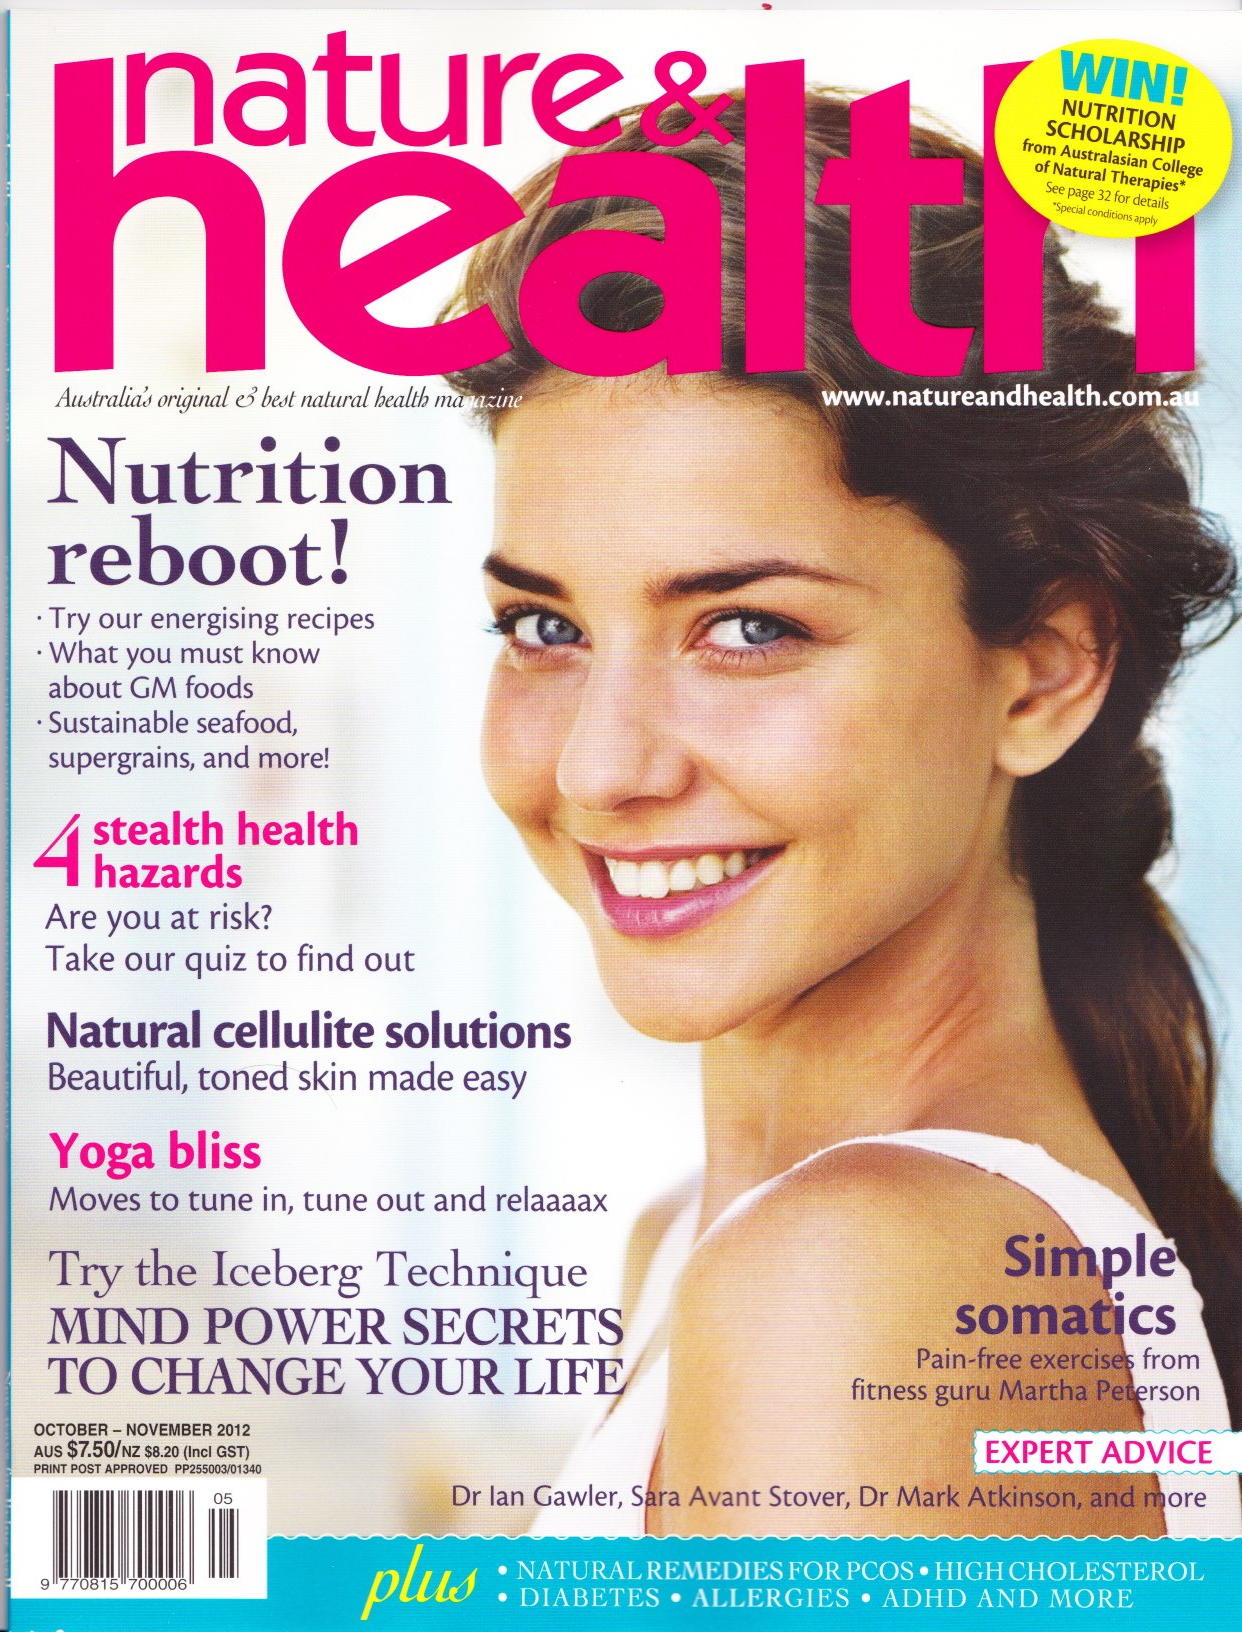 nature &
health
WIN!
NUTRITION
SCHOLARSHIP
from Australasian College
of Natural Therapies*
See page 32 for details
*Special conditions apply
Australia's original & best natural health magazine
www.natureandhealth.com.au
Nutrition
reboot!
· Try our energising recipes
· What you must know
about GM foods
· Sustainable seafood,
supergrains, and more!
4 stealth health
hazards
Are you at risk?
Take our quiz to find out
Natural cellulite solutions
Beautiful, toned skin made easy
Yoga bliss
Moves to tune in, tune out and relaaaax
Try the Iceberg Technique
MIND POWER SECRETS
TO CHANGE YOUR LIFE
Simple
somatics
Pain-free exercises from
fitness guru Martha Peterson
OCTOBER – NOVEMBER 2012
AUS $7.50/NZ $8.20 (Incl GST)
PRINT POST APPROVED PP255003/01340
EXPERT ADVICE
Dr Ian Gawler, Sara Avant Stover, Dr Mark Atkinson, and more
05
9 770815 700006
plus
• NATURAL REMEDIES FOR PCOS • HIGH CHOLESTEROL
• DIABETES • ALLERGIES • ADHD AND MORE